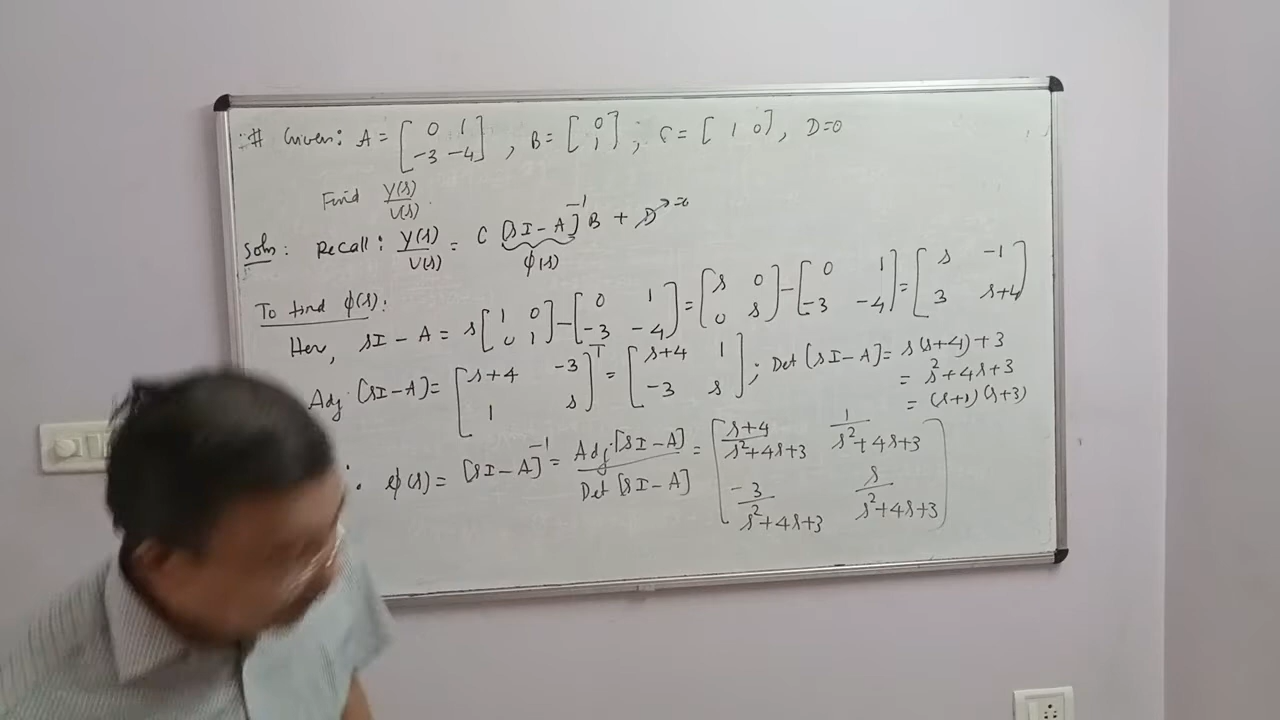 # Given: A = [ 0 1 ; -3 -4 ] , B = [ 0 ; 1 ] ; C = [ 1 0 ] , D=0
Find Y(s)/U(s).
Soln: Recall: Y(s)/U(s) = C [sI - A]^-1 B + D → =0
ϕ(s)
To find ϕ(s):
Her, sI - A = s [ 1 0 ; 0 1 ] - [ 0 1 ; -3 -4 ] = [ s 0 ; 0 s ] - [ 0 1 ; -3 -4 ] = [ s -1 ; 3 s+4 ]
Adj [sI-A] = [ s+4 -3 ; 1 s ]^T = [ s+4 1 ; -3 s ] ; Det [sI-A] = s(s+4)+3
= s^2+4s+3
= (s+1)(s+3)
ϕ(s) = [sI-A]^-1 = Adj·[sI-A] / Det [sI-A] = [ s+4/s^2+4s+3 1/s^2+4s+3 ; -3/s^2+4s+3 s/s^2+4s+3 ]